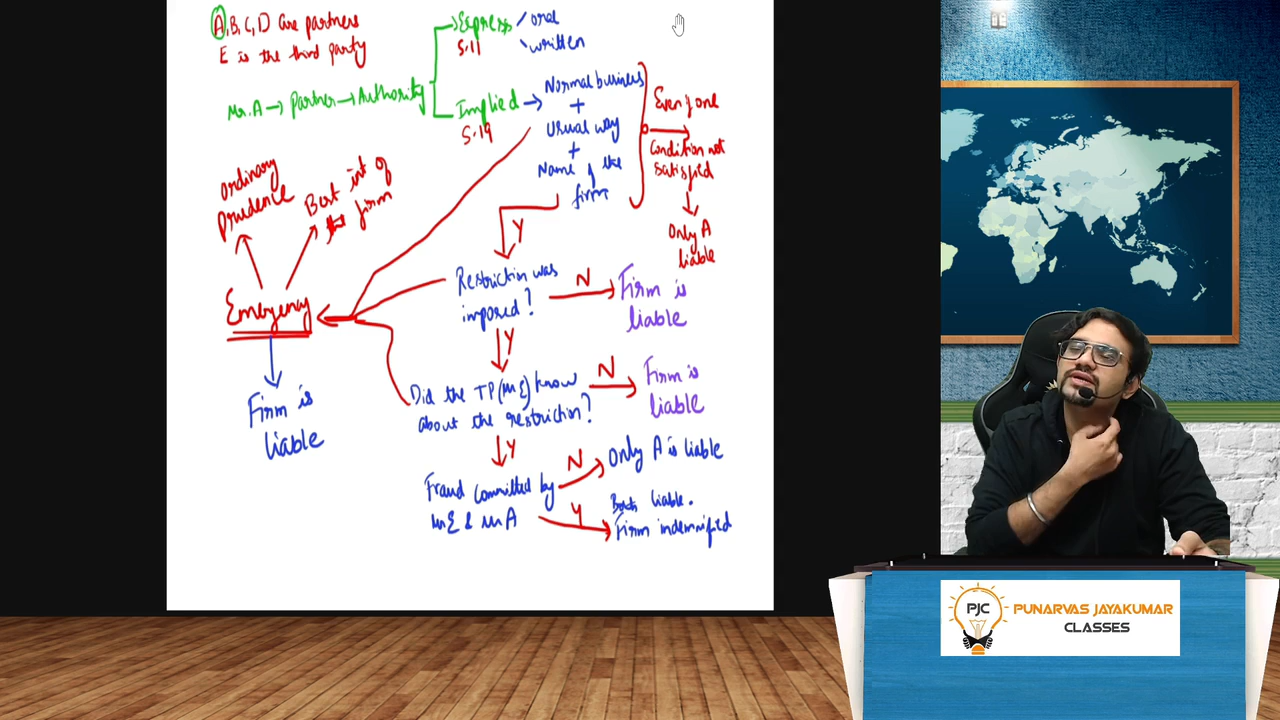 A, B, C, D are partners
E is the third party
Mr. A → Partner → Authority
Express
S.11
oral
written
Implied →
S.19
Normal business
+
Usual way
+
Name of the
firm
Condition not
satisfied
Only A
liable
Ordinary
Prudence
Best int of
firm
Emergency
Firm is
liable
Y
Restriction was
imposed?
N
Firm is
liable
Y
Did the TP (Mr E) know
about the restriction?
N
Firm is
liable
Y
Fraud committed by
Mr E & Mr A
N
Only A is liable
Y
Both liable.
Firm indemnified
PJC
PUNARVAS JAYAKUMAR
CLASSES